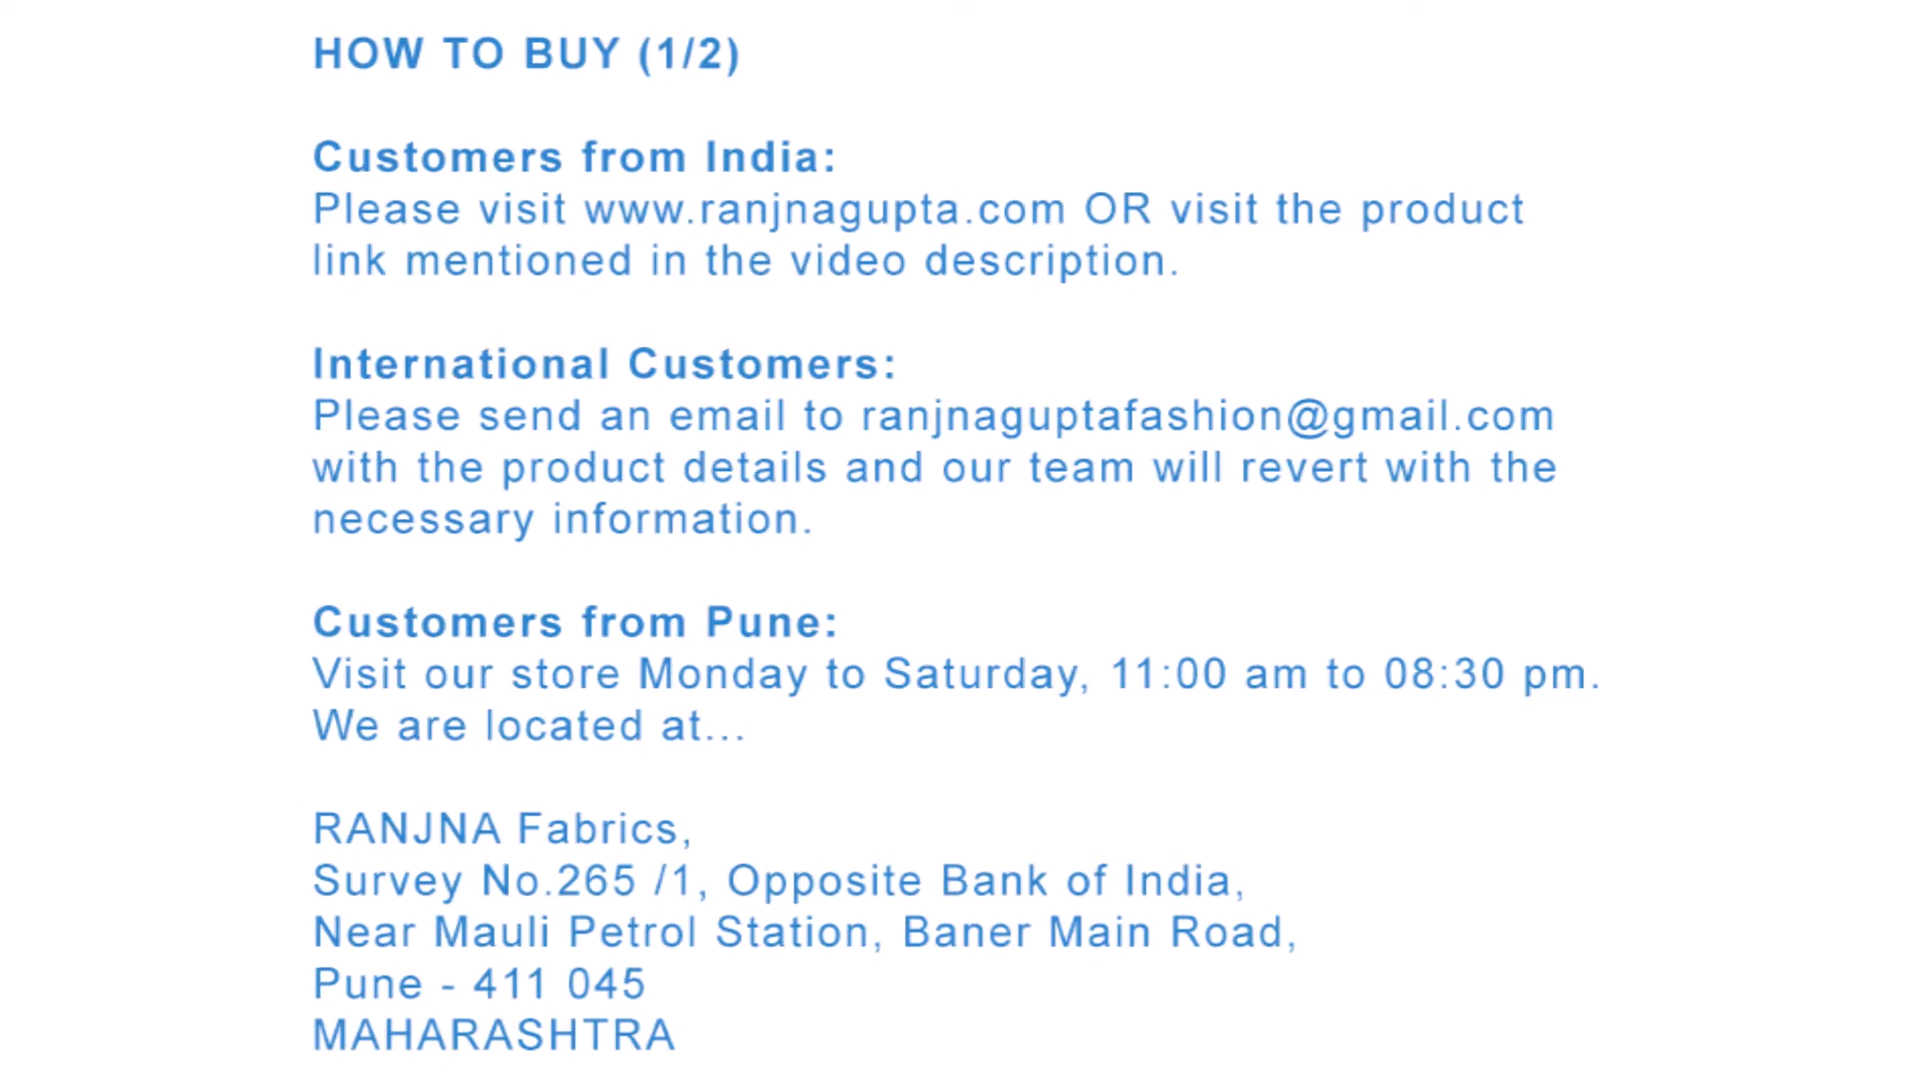 HOW TO BUY (1/2)
Customers from India:
Please visit www.ranjnagupta.com OR visit the product
link mentioned in the video description.
International Customers:
Please send an email to ranjnaguptafashion@gmail.com
with the product details and our team will revert with the
necessary information.
Customers from Pune:
Visit our store Monday to Saturday, 11:00 am to 08:30 pm.
We are located at...
RANJNA Fabrics,
Survey No.265 /1, Opposite Bank of India,
Near Mauli Petrol Station, Baner Main Road,
Pune - 411 045
MAHARASHTRA